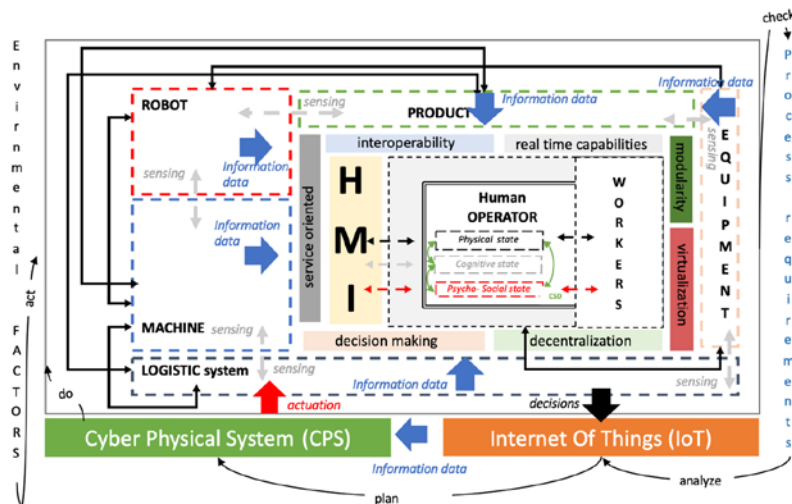 check
Environmental FACTORS
act
Process requirements
ROBOT
sensing
PRODUCT
Information data
Information data
sensing
Information data
sensing
EQUIPMENT
interoperability
real time capabilities
modularity
service oriented
HMI
Human
OPERATOR
WORKERS
Physical state
Cognitive state
Psycho- Social state
CSD
virtualization
Information data
MACHINE
sensing
decision making
decentralization
LOGISTIC system
sensing
Information data
sensing
do
actuation
decisions
Cyber Physical System (CPS)
Internet Of Things (IoT)
Information data
analyze
plan